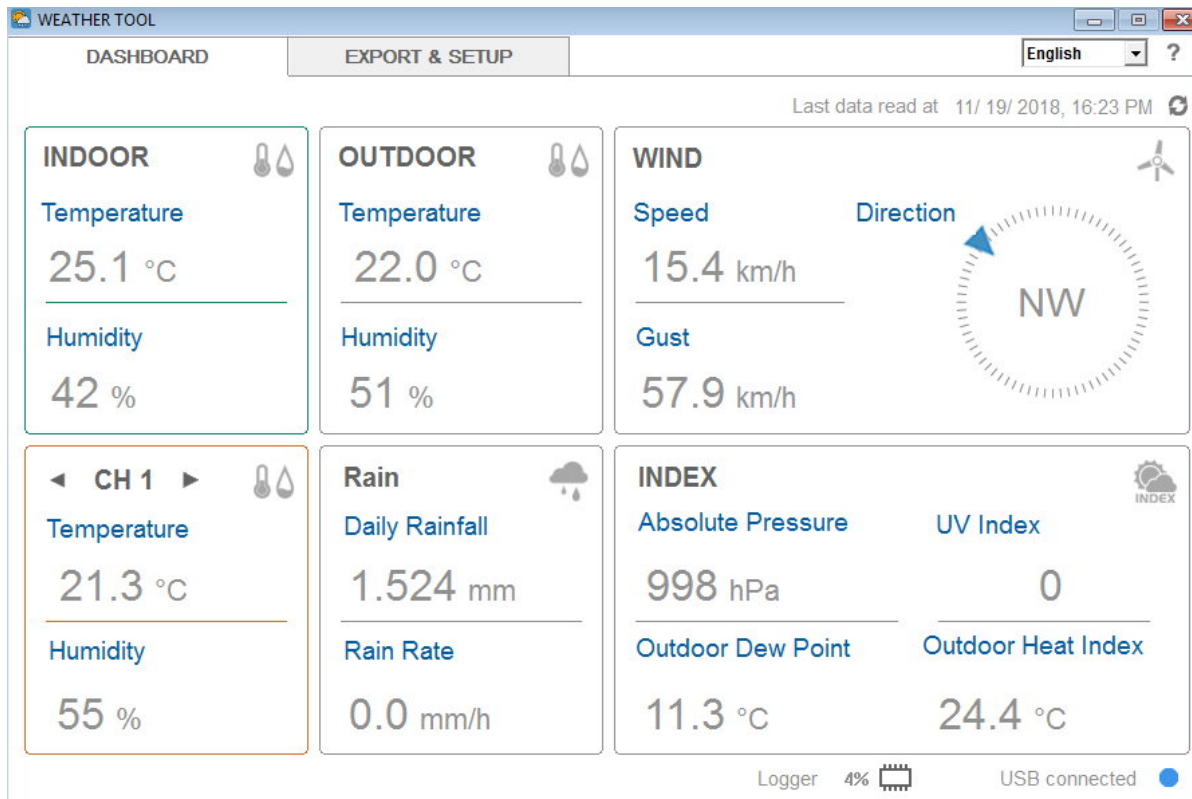 WEATHER TOOL
DASHBOARD
EXPORT & SETUP
English
?
Last data read at 11/ 19/ 2018, 16:23 PM
INDOOR
Temperature
25.1 °C
Humidity
42 %
OUTDOOR
Temperature
22.0 °C
Humidity
51 %
WIND
Speed
15.4 km/h
Gust
57.9 km/h
Direction
NW
◄ CH 1 ►
Temperature
21.3 °C
Humidity
55 %
Rain
Daily Rainfall
1.524 mm
Rain Rate
0.0 mm/h
INDEX
INDEX
Absolute Pressure
998 hPa
UV Index
0
Outdoor Dew Point
11.3 °C
Outdoor Heat Index
24.4 °C
Logger 4%
USB connected